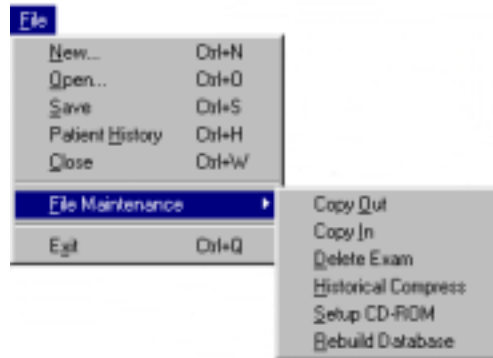 File
New... Ctrl+N
Open... Ctrl+O
Save Ctrl+S
Patient History Ctrl+H
Close Ctrl+W
File Maintenance
Exit Ctrl+Q
Copy Out
Copy In
Delete Exam
Historical Compress
Setup CD-ROM
Rebuild Database